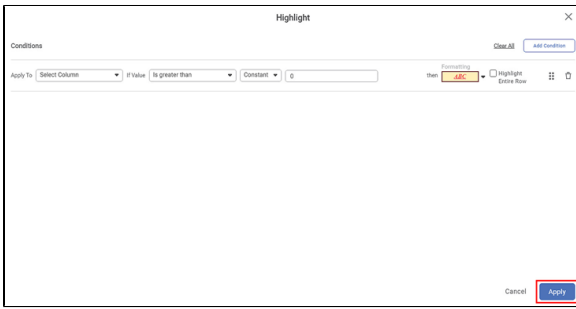 Highlight
Conditions
Clear All
Add Condition
Apply To Select Column If Value Is greater than Constant 0 then Formatting ABC Highlight
Entire Row
Cancel Apply